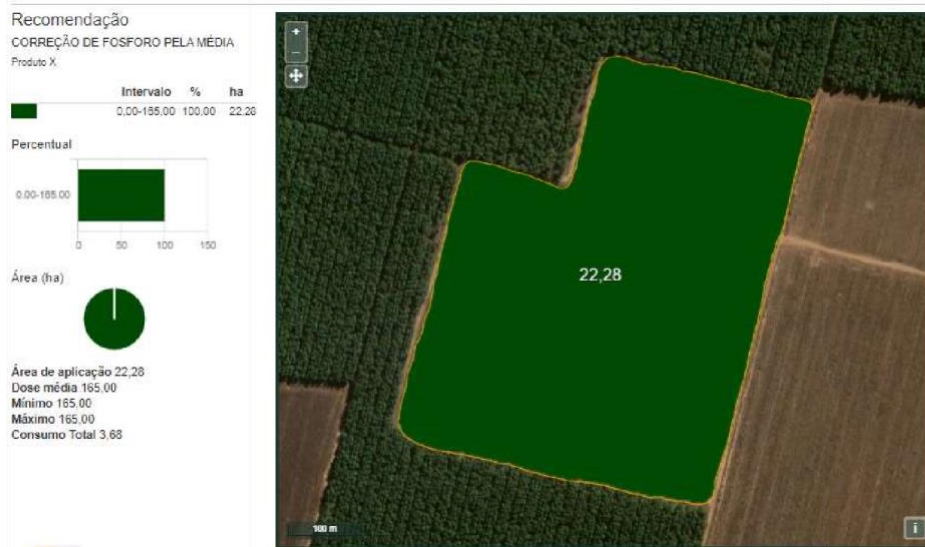 Recomendação
CORREÇÃO DE FOSFORO PELA MÉDIA
Produto X
Intervalo % ha
0,00-165,00 100,00 22,28
Percentual
0,00-165,00
0 50 100 150
Área (ha)
Área de aplicação 22,28
Dose média 165,00
Mínimo 165,00
Máximo 165,00
Consumo Total 3,68
+
−
22,28
100 m
i